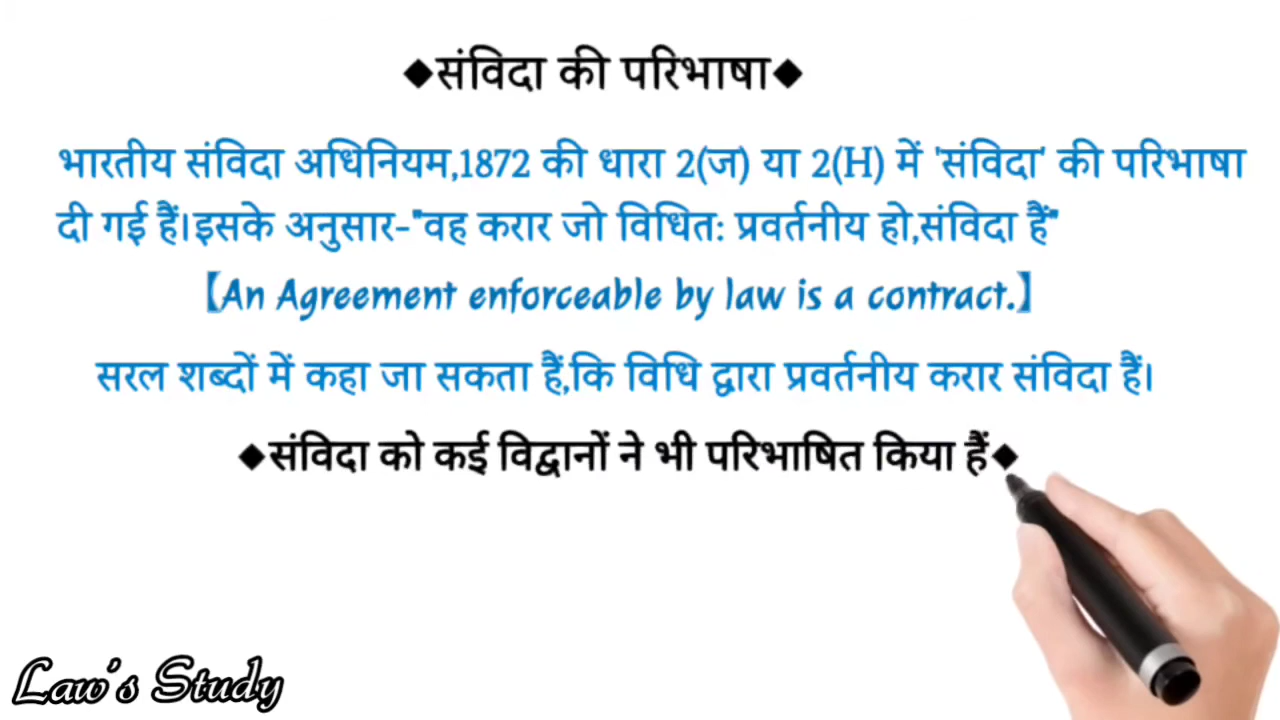 ◆संविदा की परिभाषा◆
भारतीय संविदा अधिनियम,1872 की धारा 2(ज) या 2(H) में 'संविदा' की परिभाषा
दी गई हैं।इसके अनुसार-"वह करार जो विधित: प्रवर्तनीय हो,संविदा हैं"
【An Agreement enforceable by law is a contract.】
सरल शब्दों में कहा जा सकता हैं,कि विधि द्वारा प्रवर्तनीय करार संविदा हैं।
◆संविदा को कई विद्वानों ने भी परिभाषित किया हैं◆
Law's Study